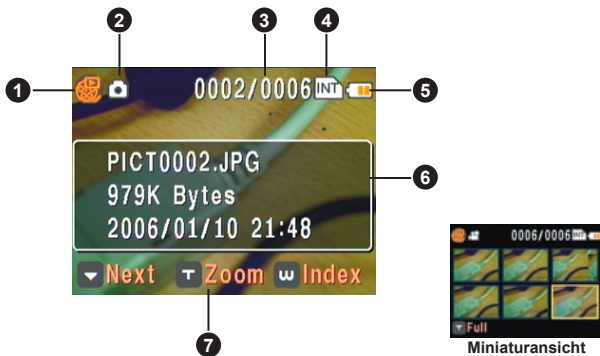 2
3
4
1
0002/0006 INT
5
PICT0002.JPG
979K Bytes
2006/01/10 21:48
6
Next T Zoom W Index
7
0006/0006 INT
T Full
Miniaturansicht